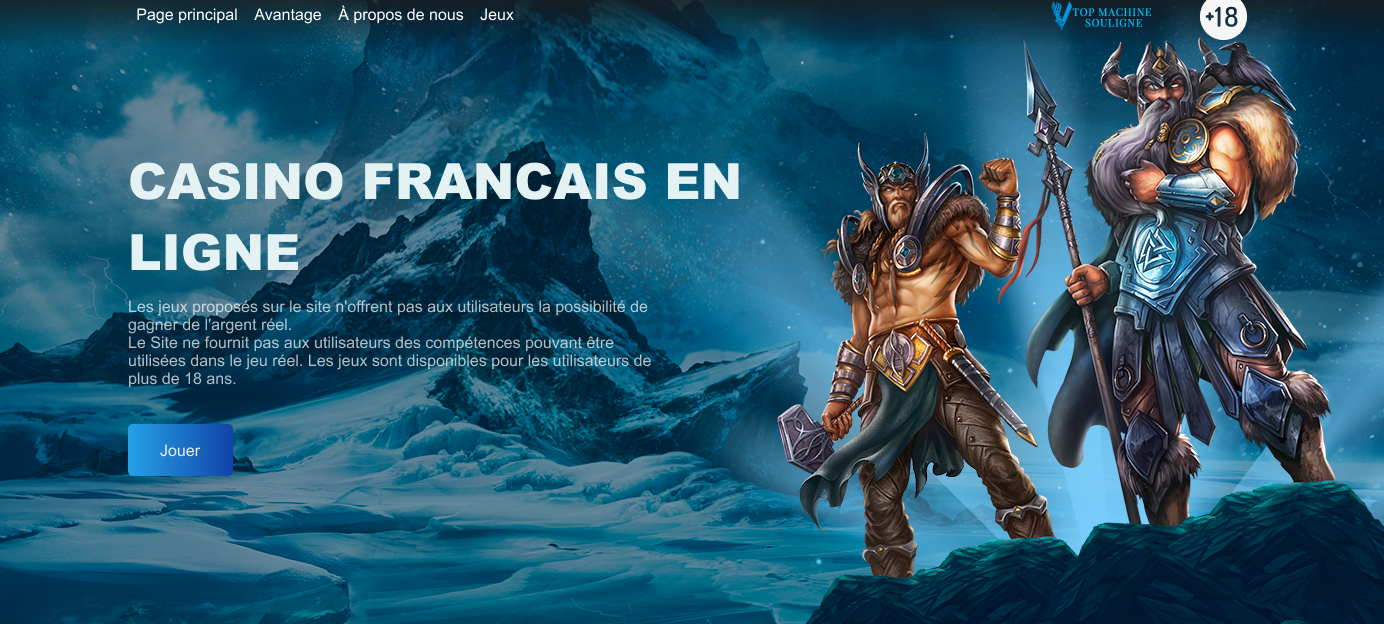 Page principal Avantage À propos de nous Jeux
TOP MACHINE
SOULIGNE
+18
CASINO FRANCAIS EN
LIGNE
Les jeux proposés sur le site n'offrent pas aux utilisateurs la possibilité de
gagner de l'argent réel.
Le Site ne fournit pas aux utilisateurs des compétences pouvant être
utilisées dans le jeu réel. Les jeux sont disponibles pour les utilisateurs de
plus de 18 ans.
Jouer